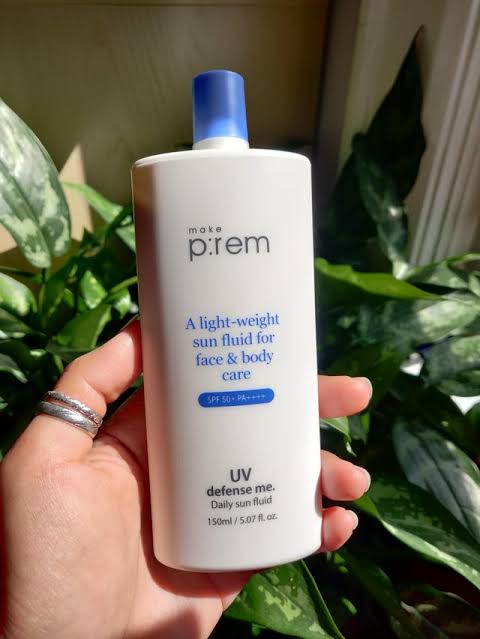 make
p:rem
A light-weight
sun fluid for
face & body
care
SPF 50+ PA++++
UV
defense me.
Daily sun fluid
150ml / 5.07 fl. oz.